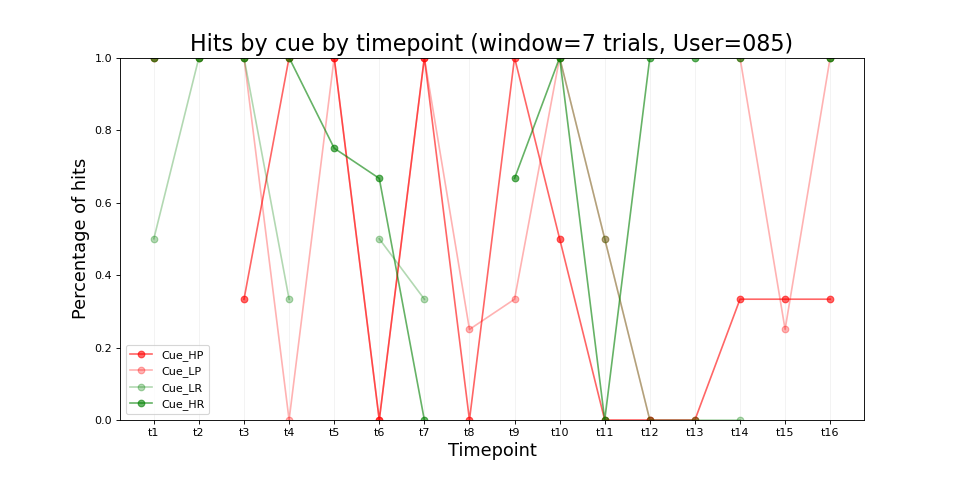 Hits by cue by timepoint (window=7 trials, User=085)
Percentage of hits
1.0
0.8
0.6
0.4
0.2
0.0
Cue_HP
Cue_LP
Cue_LR
Cue_HR
t1 t2 t3 t4 t5 t6 t7 t8 t9 t10 t11 t12 t13 t14 t15 t16
Timepoint